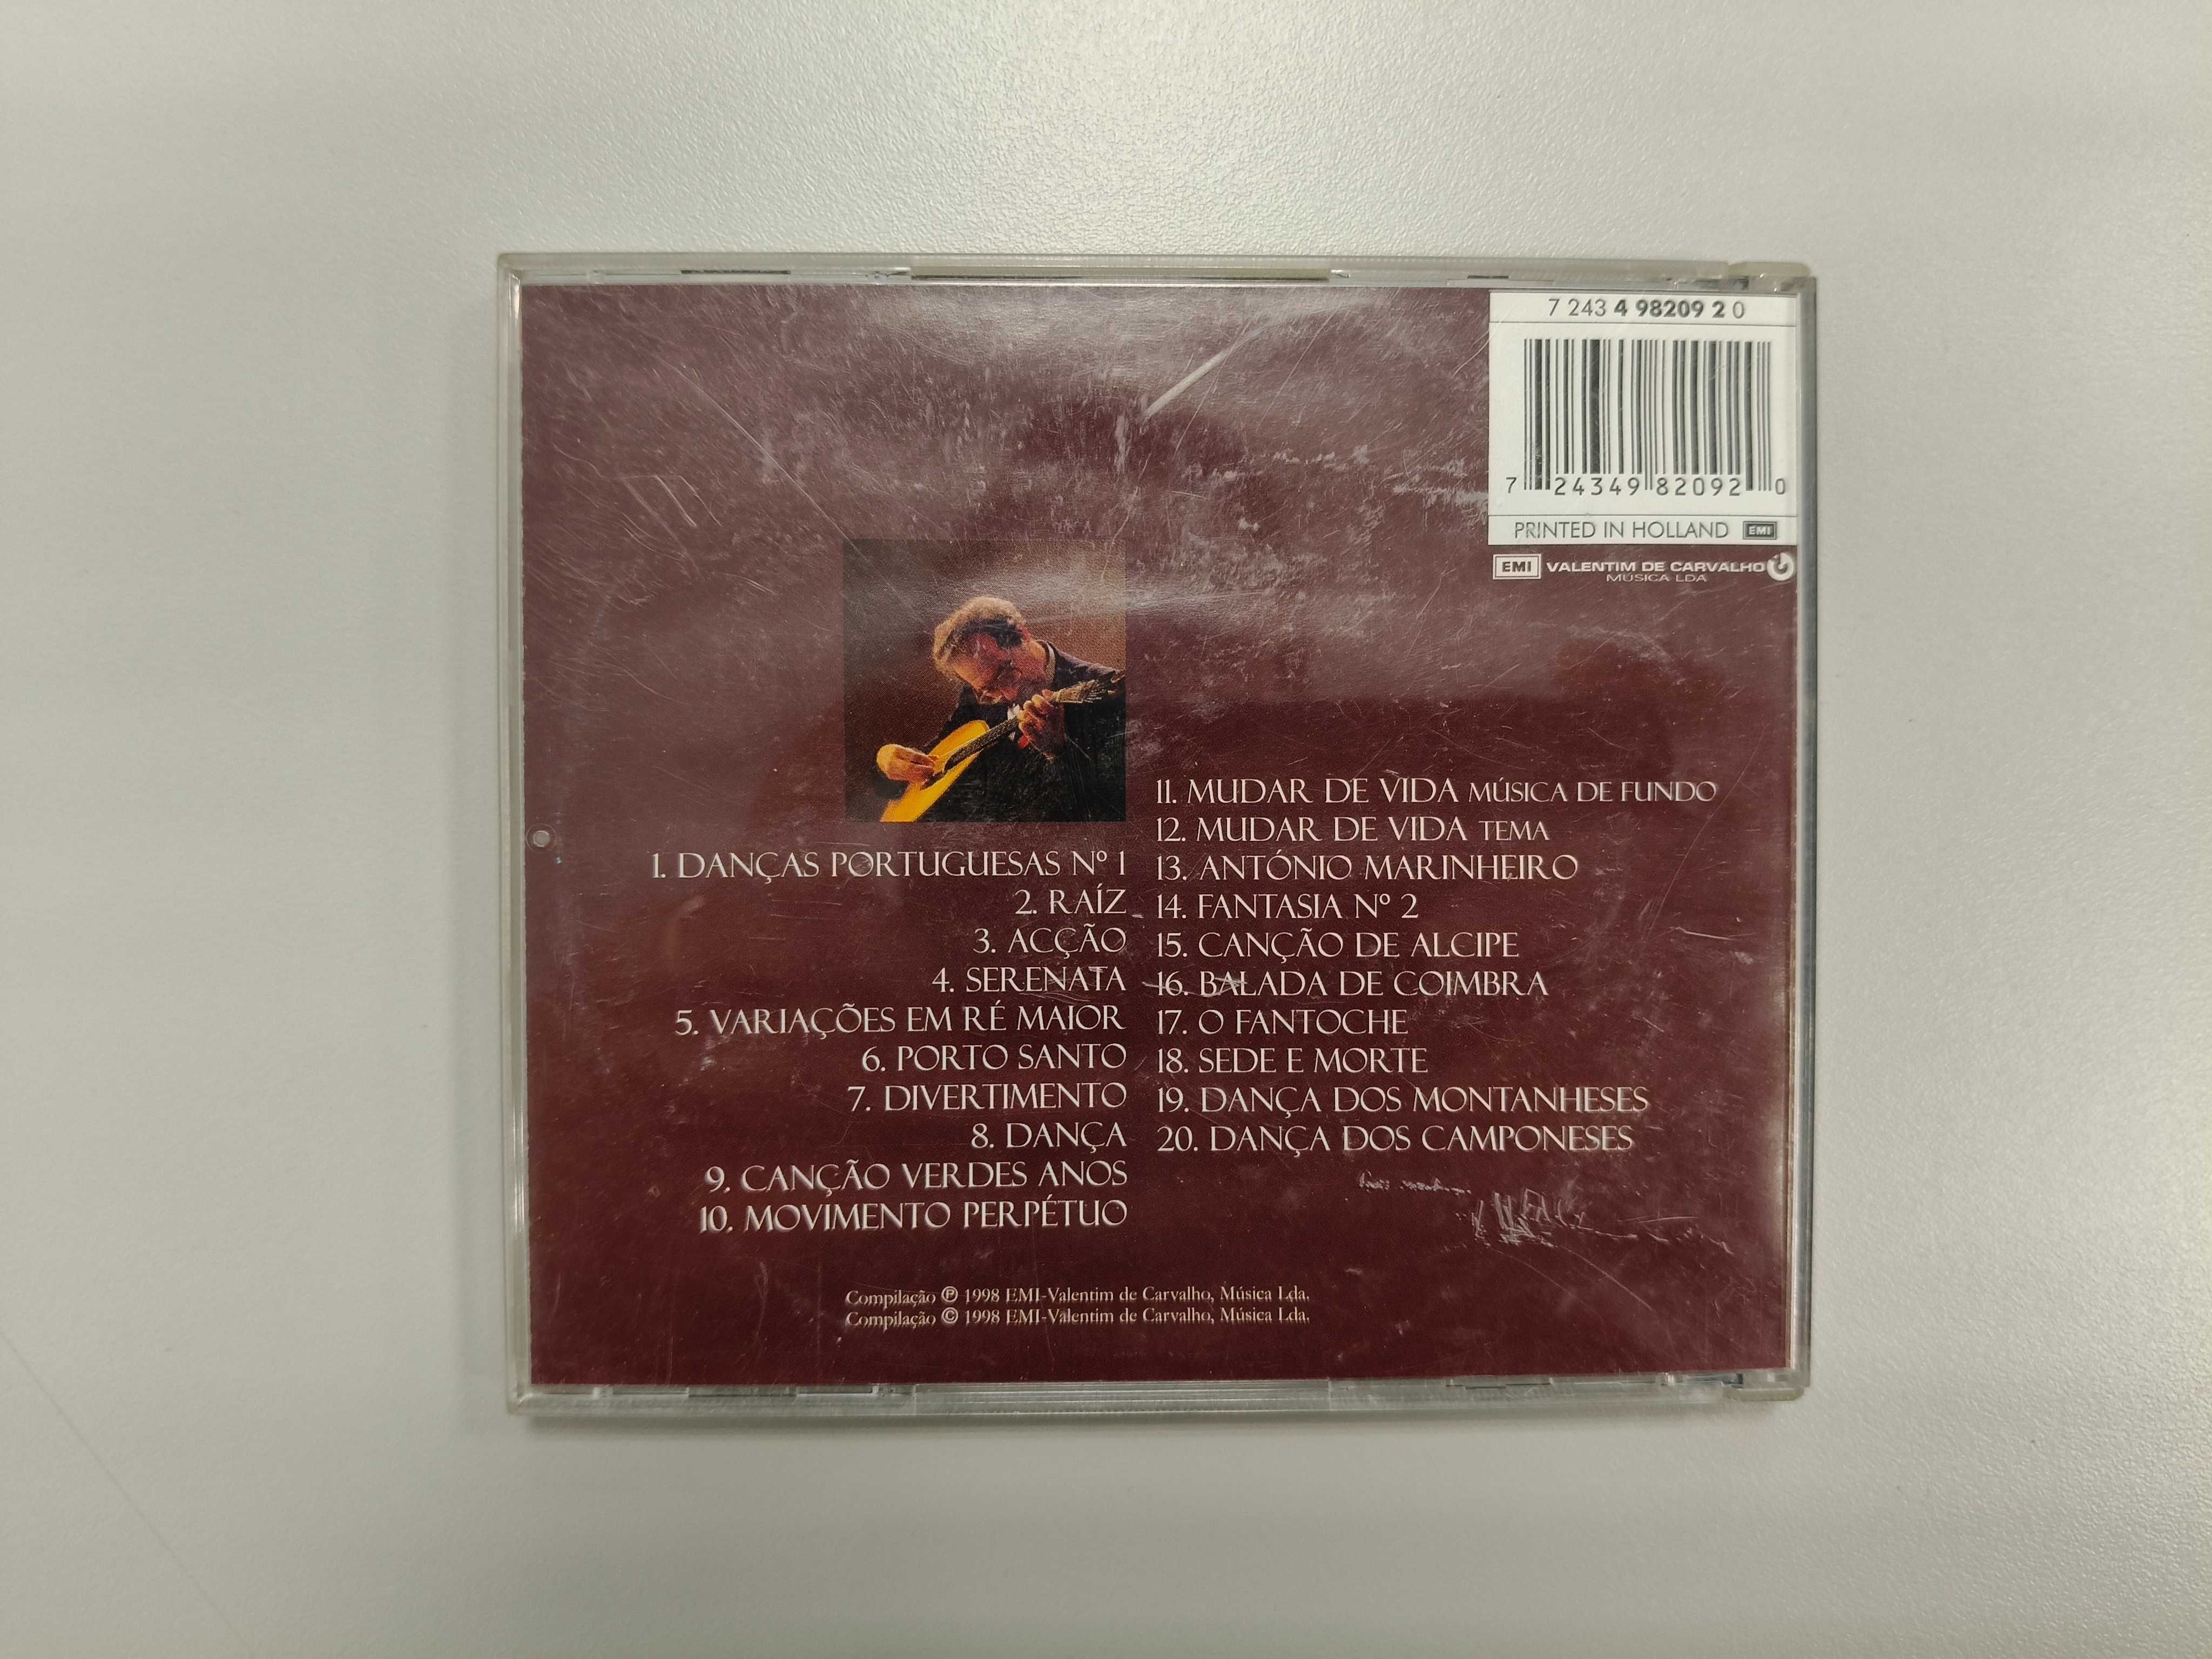 7 243 4 98209 2 0
7 24349 82092 0
PRINTED IN HOLLAND EMI
EMI VALENTIM DE CARVALHO
MÚSICA LDA
1. DANÇAS PORTUGUESAS Nº 1
2. RAÍZ
3. ACÇÃO
4. SERENATA
5. VARIAÇÕES EM RÉ MAIOR
6. PORTO SANTO
7. DIVERTIMENTO
8. DANÇA
9. CANÇÃO VERDES ANOS
10. MOVIMENTO PERPÉTUO
11. MUDAR DE VIDA MÚSICA DE FUNDO
12. MUDAR DE VIDA TEMA
13. ANTÓNIO MARINHEIRO
14. FANTASIA Nº 2
15. CANÇÃO DE ALCIPE
16. BALADA DE COIMBRA
17. O FANTOCHE
18. SEDE E MORTE
19. DANÇA DOS MONTANHESES
20. DANÇA DOS CAMPONESES
Compilação ℗ 1998 EMI-Valentim de Carvalho, Música Lda.
Compilação © 1998 EMI-Valentim de Carvalho, Música Lda.